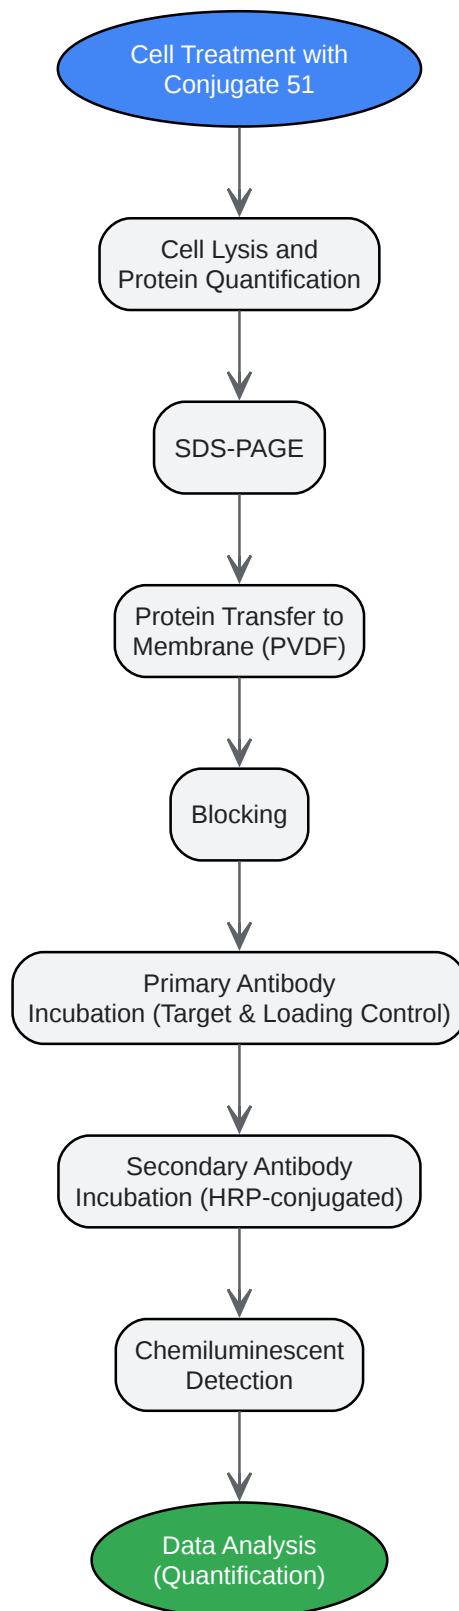 Cell Treatment with
Conjugate 51
Cell Lysis and
Protein Quantification
SDS-PAGE
Protein Transfer to
Membrane (PVDF)
Blocking
Primary Antibody
Incubation (Target & Loading Control)
Secondary Antibody
Incubation (HRP-conjugated)
Chemiluminescent
Detection
Data Analysis
(Quantification)